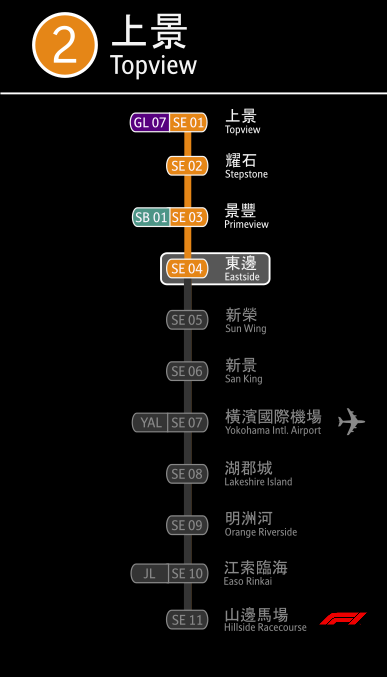 2
上景
Topview
GL 07 SE 01 上景
Topview
SE 02 耀石
Stepstone
SB 01 SE 03 景豐
Primeview
SE 04 東邊
Eastside
SE 05 新榮
Sun Wing
SE 06 新景
San King
YAL SE 07 橫濱國際機場
Yokohama Intl. Airport
SE 08 湖郡城
Lakeshire Island
SE 09 明洲河
Orange Riverside
JL SE 10 江索臨海
Easo Rinkai
SE 11 山邊馬場
Hillside Racecourse